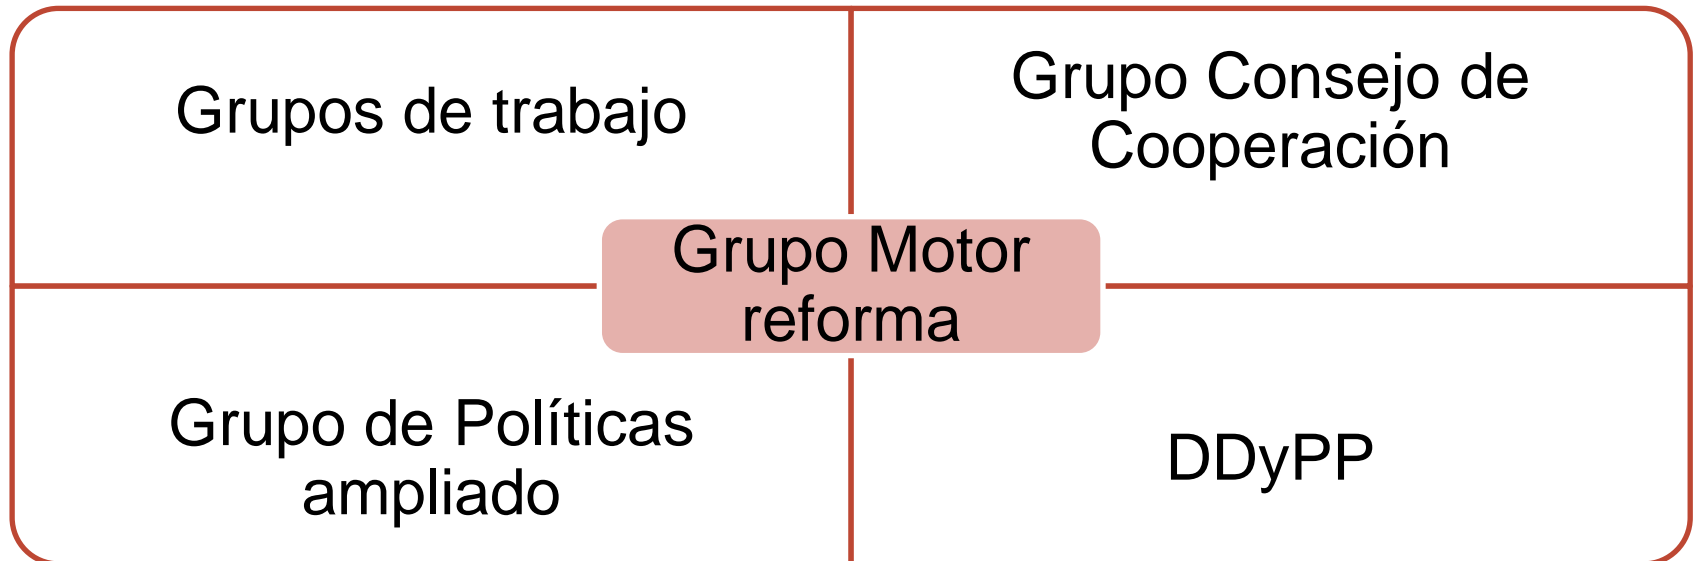 Grupos de trabajo
Grupo Consejo de
Cooperación
Grupo Motor
reforma
Grupo de Políticas
ampliado
DDyPP